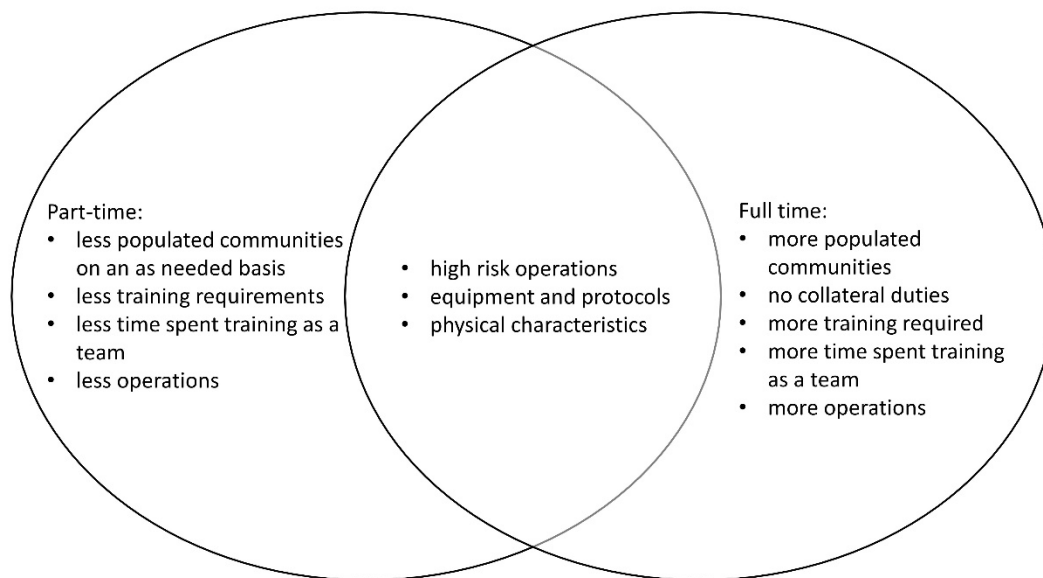 Part-time:
• less populated communities
on an as needed basis
• less training requirements
• less time spent training as a
team
• less operations
• high risk operations
• equipment and protocols
• physical characteristics
Full time:
• more populated
communities
• no collateral duties
• more training required
• more time spent training
as a team
• more operations